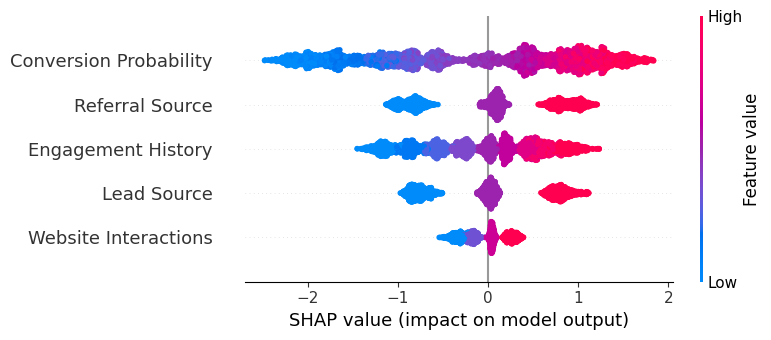 High
Conversion Probability
Referral Source
Engagement History
Lead Source
Website Interactions
Low
Feature value
−2 −1 0 1 2
SHAP value (impact on model output)